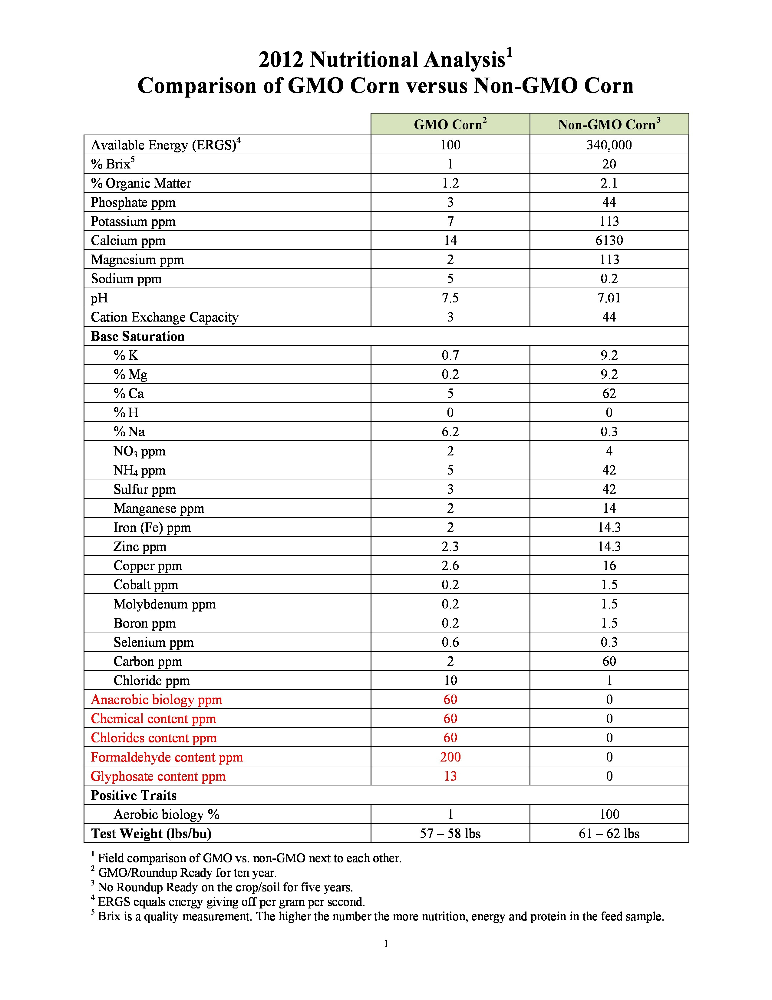 2012 Nutritional Analysis¹
Comparison of GMO Corn versus Non-GMO Corn
GMO Corn² Non-GMO Corn³
Available Energy (ERGS)⁴ 100 340,000
% Brix⁵ 1 20
% Organic Matter 1.2 2.1
Phosphate ppm 3 44
Potassium ppm 7 113
Calcium ppm 14 6130
Magnesium ppm 2 113
Sodium ppm 5 0.2
pH 7.5 7.01
Cation Exchange Capacity 3 44
Base Saturation
% K 0.7 9.2
% Mg 0.2 9.2
% Ca 5 62
% H 0 0
% Na 6.2 0.3
NO₃ ppm 2 4
NH₄ ppm 5 42
Sulfur ppm 3 42
Manganese ppm 2 14
Iron (Fe) ppm 2 14.3
Zinc ppm 2.3 14.3
Copper ppm 2.6 16
Cobalt ppm 0.2 1.5
Molybdenum ppm 0.2 1.5
Boron ppm 0.2 1.5
Selenium ppm 0.6 0.3
Carbon ppm 2 60
Chloride ppm 10 1
Anaerobic biology ppm 60 0
Chemical content ppm 60 0
Chlorides content ppm 60 0
Formaldehyde content ppm 200 0
Glyphosate content ppm 13 0
Positive Traits
Aerobic biology % 1 100
Test Weight (lbs/bu) 57 – 58 lbs 61 – 62 lbs
¹ Field comparison of GMO vs. non-GMO next to each other.
² GMO/Roundup Ready for ten year.
³ No Roundup Ready on the crop/soil for five years.
⁴ ERGS equals energy giving off per gram per second.
⁵ Brix is a quality measurement. The higher the number the more nutrition, energy and protein in the feed sample.
1